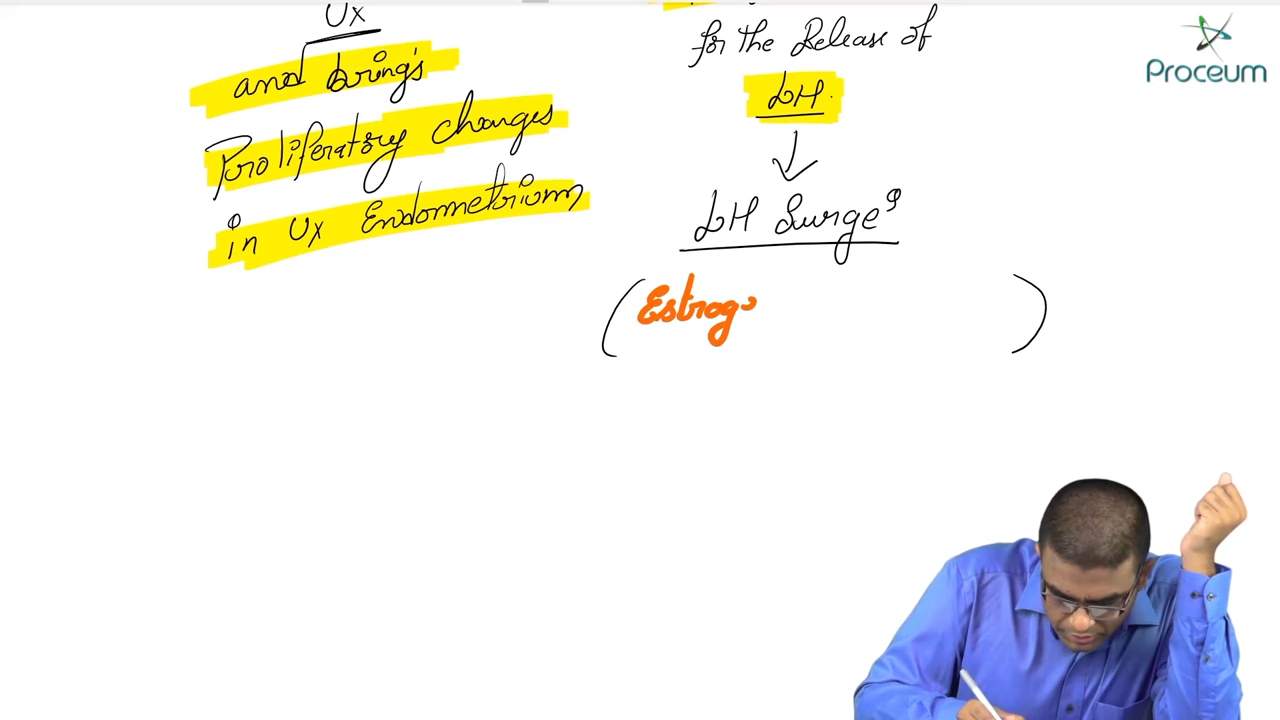 Ux
and brings
Proliferatory changes
in Ux Endometrium
for the Release of
LH.
LH Surge
(Estrog )
Proceum